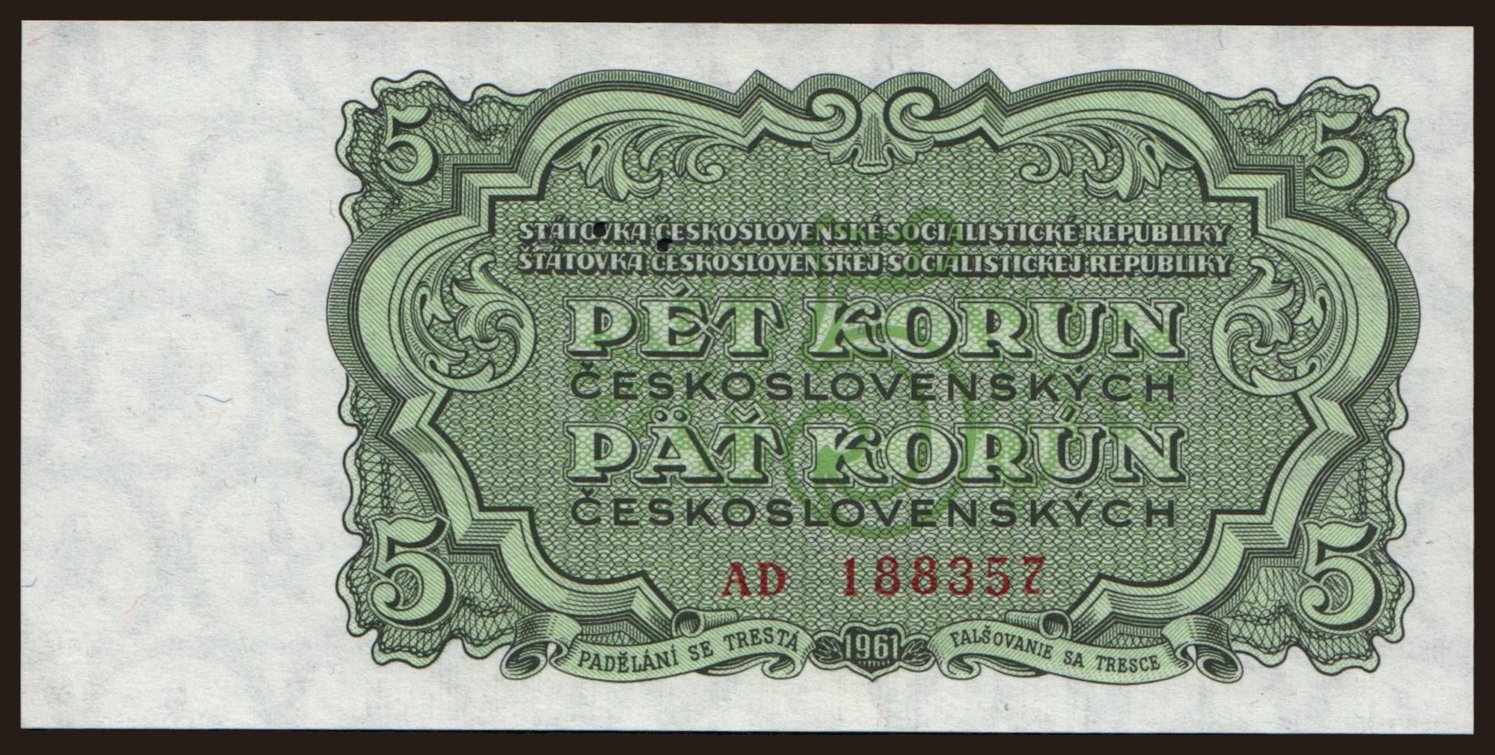 5
5
STÁTOVKA ČESKOSLOVENSKÉ SOCIALISTICKÉ REPUBLIKY
ŠTÁTOVKA ČESKOSLOVENSKEJ SOCIALISTICKEJ REPUBLIKY
PĚT KORUN
ČESKOSLOVENSKÝCH
PÄŤ KORÚN
ČESKOSLOVENSKÝCH
5
5
AD 188357
PADĚLÁNÍ SE TRESTÁ
1961
FALŠOVANIE SA TRESCE